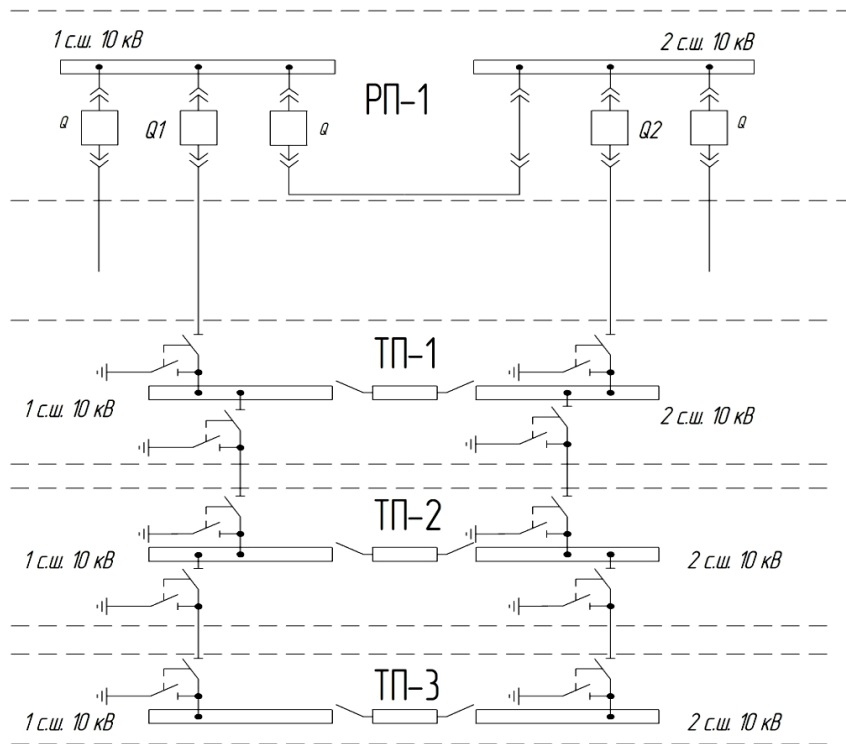 1 с.ш. 10 кВ
2 с.ш. 10 кВ
РП-1
Q
Q1
Q
Q2
Q
ТП-1
1 с.ш. 10 кВ
2 с.ш. 10 кВ
ТП-2
1 с.ш. 10 кВ
2 с.ш. 10 кВ
ТП-3
1 с.ш. 10 кВ
2 с.ш. 10 кВ